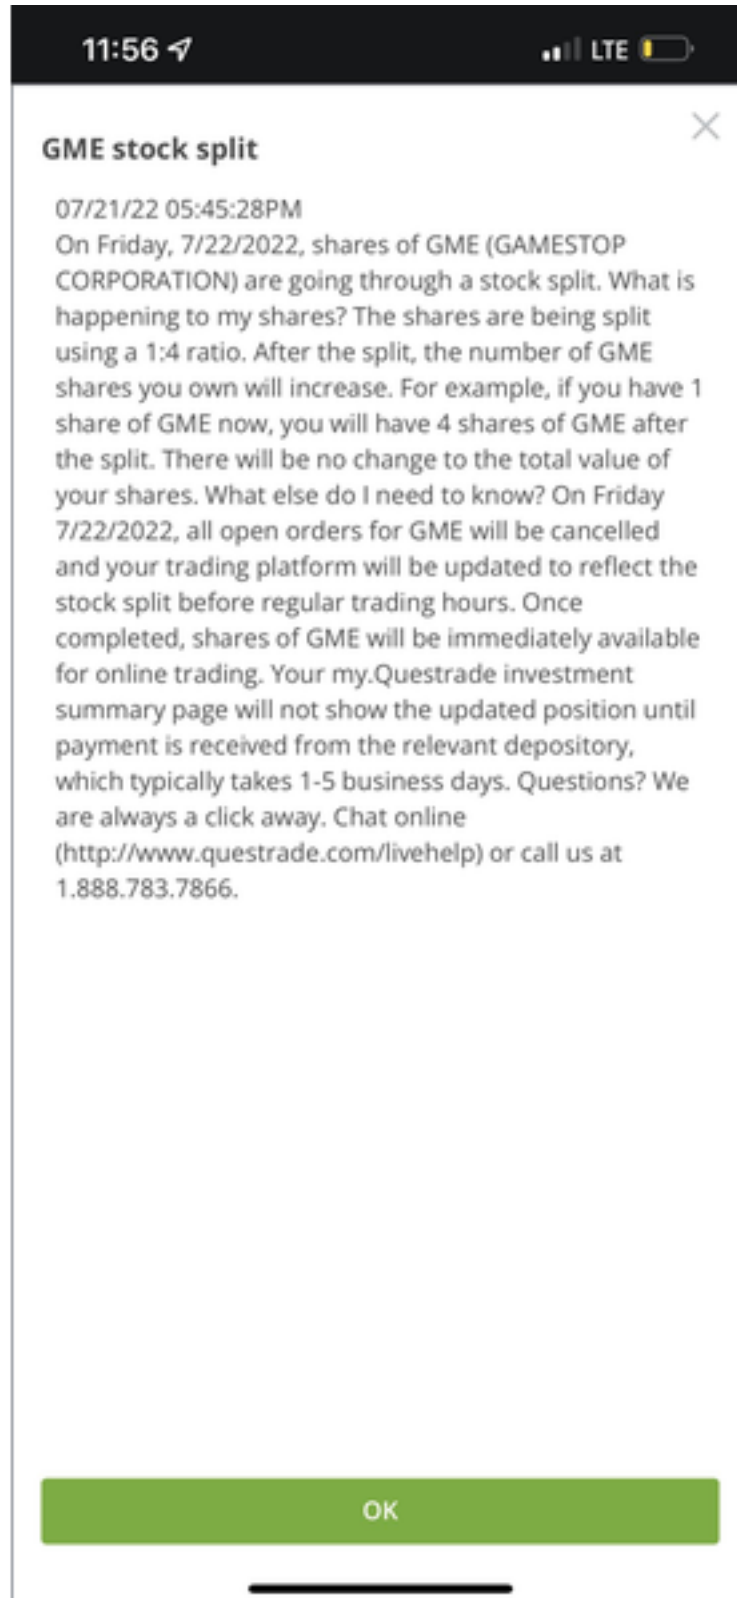 11:56
LTE
GME stock split
07/21/22 05:45:28PM
On Friday, 7/22/2022, shares of GME (GAMESTOP
CORPORATION) are going through a stock split. What is
happening to my shares? The shares are being split
using a 1:4 ratio. After the split, the number of GME
shares you own will increase. For example, if you have 1
share of GME now, you will have 4 shares of GME after
the split. There will be no change to the total value of
your shares. What else do I need to know? On Friday
7/22/2022, all open orders for GME will be cancelled
and your trading platform will be updated to reflect the
stock split before regular trading hours. Once
completed, shares of GME will be immediately available
for online trading. Your my.Questrade investment
summary page will not show the updated position until
payment is received from the relevant depository,
which typically takes 1-5 business days. Questions? We
are always a click away. Chat online
(http://www.questrade.com/livehelp) or call us at
1.888.783.7866.
OK